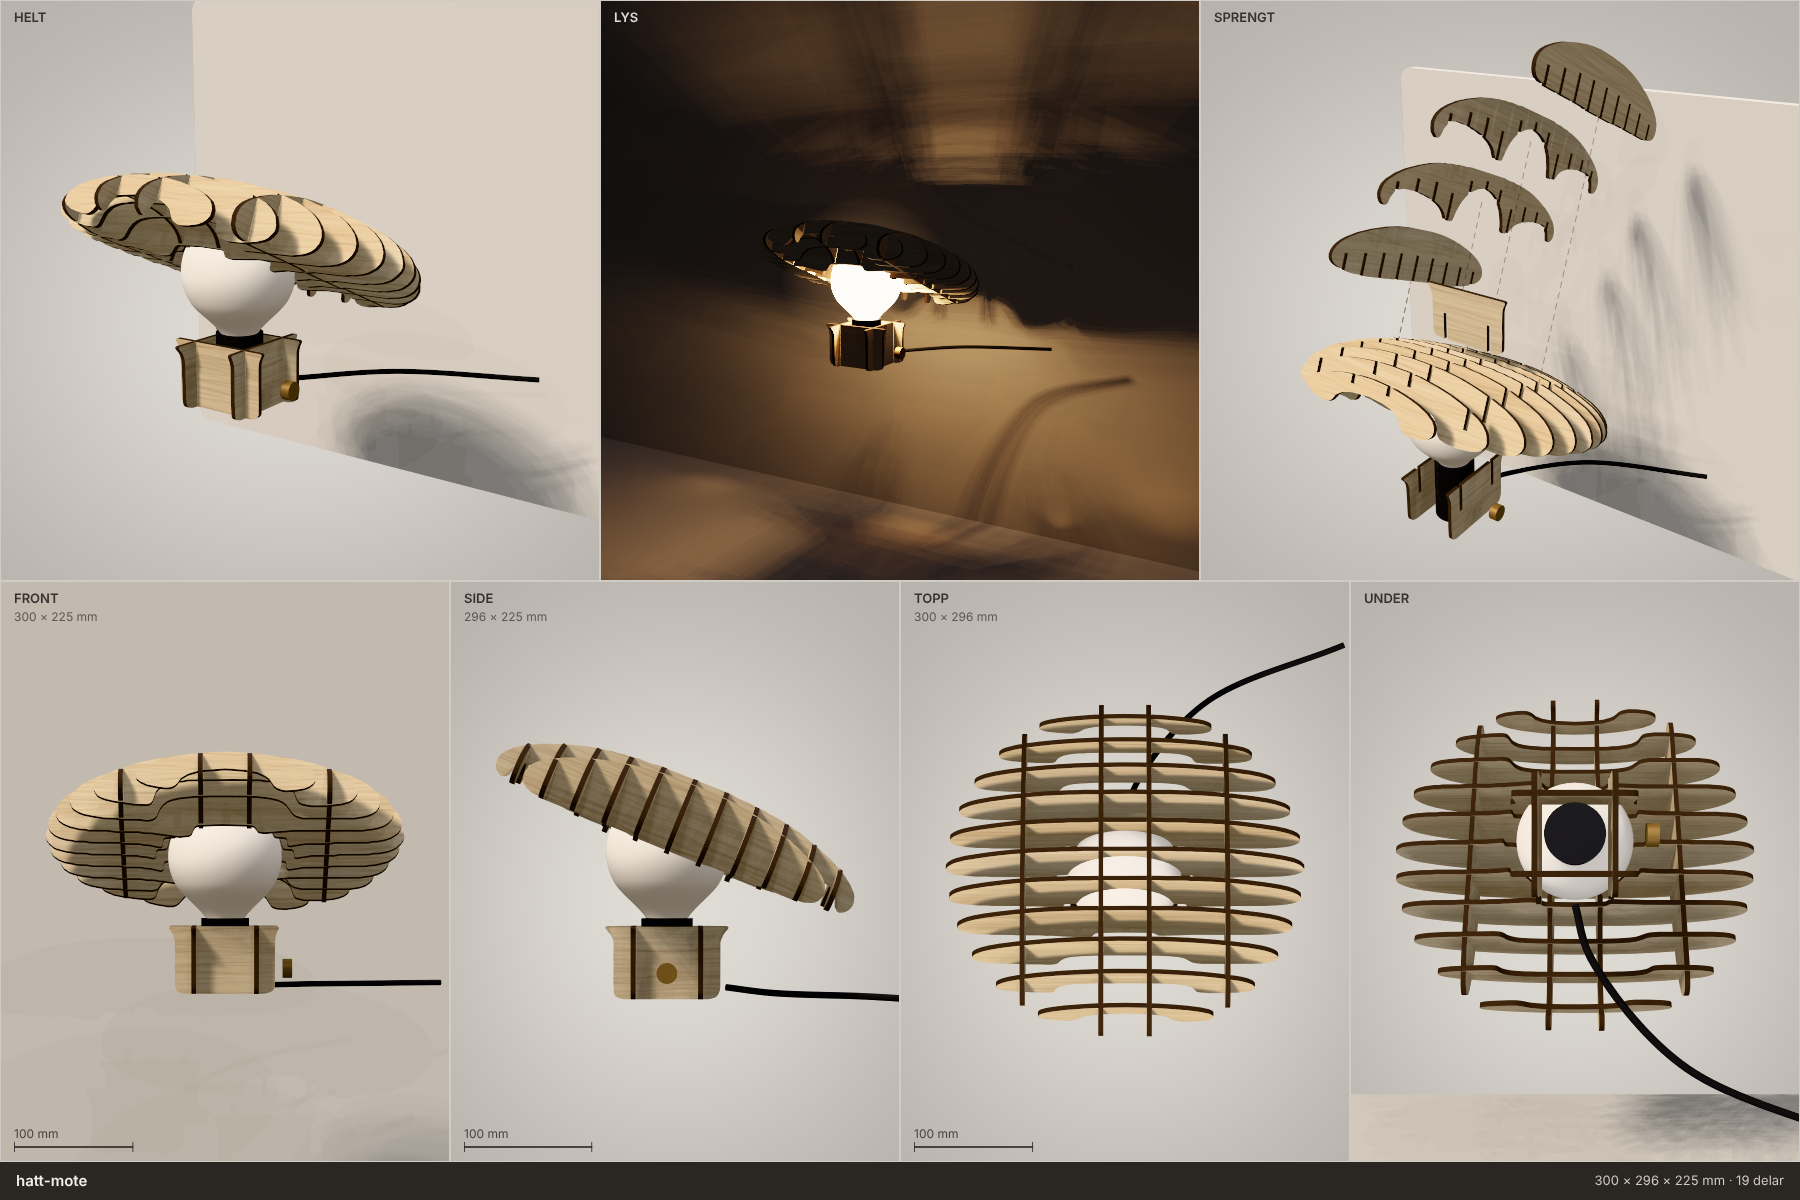 HELT
LYS
SPRENGT
FRONT
300 × 225 mm
SIDE
296 × 225 mm
TOPP
300 × 296 mm
UNDER
100 mm
100 mm
100 mm
hatt-mote
300 × 296 × 225 mm · 19 delar